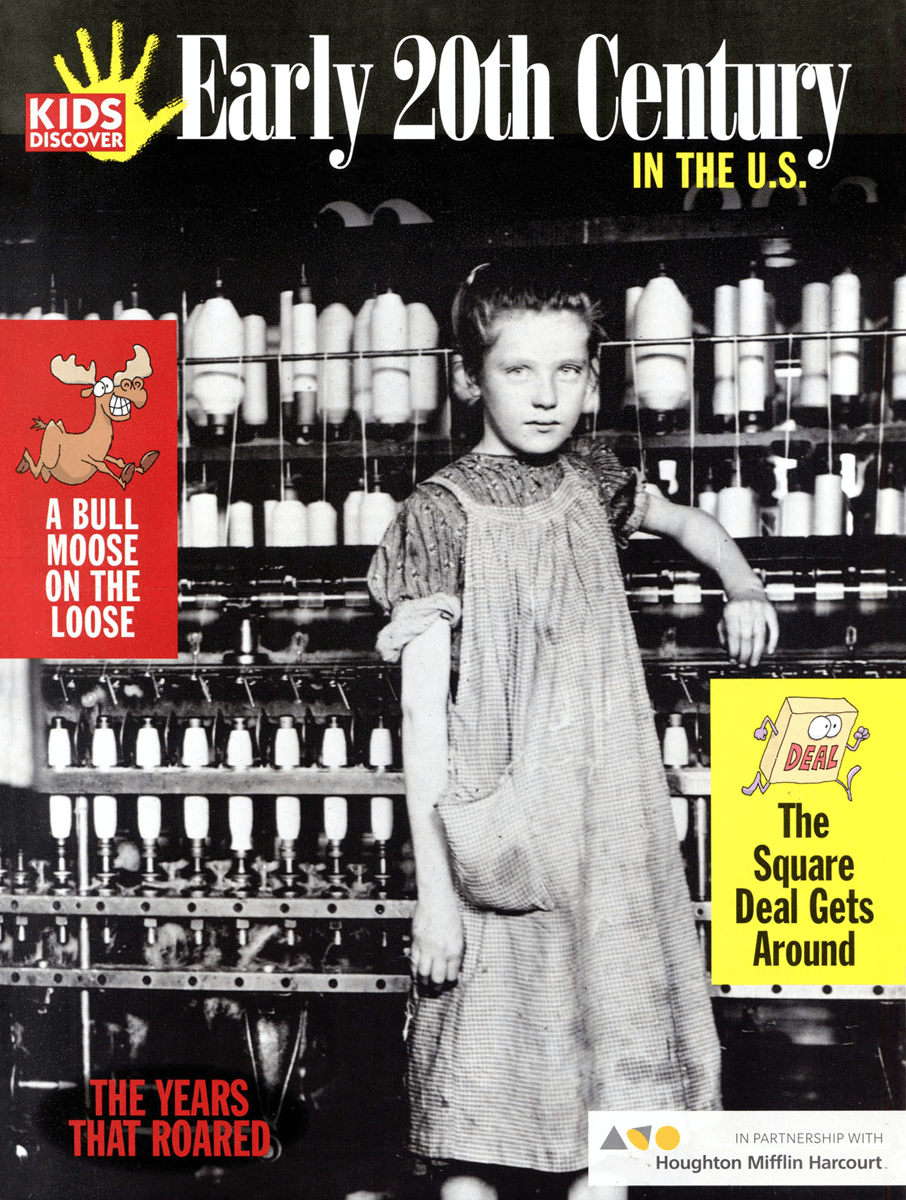 KIDS
DISCOVER
Early 20th Century
IN THE U.S.
A BULL
MOOSE
ON THE
LOOSE
DEAL
The
Square
Deal Gets
Around
THE YEARS
THAT ROARED
IN PARTNERSHIP WITH
Houghton Mifflin Harcourt™